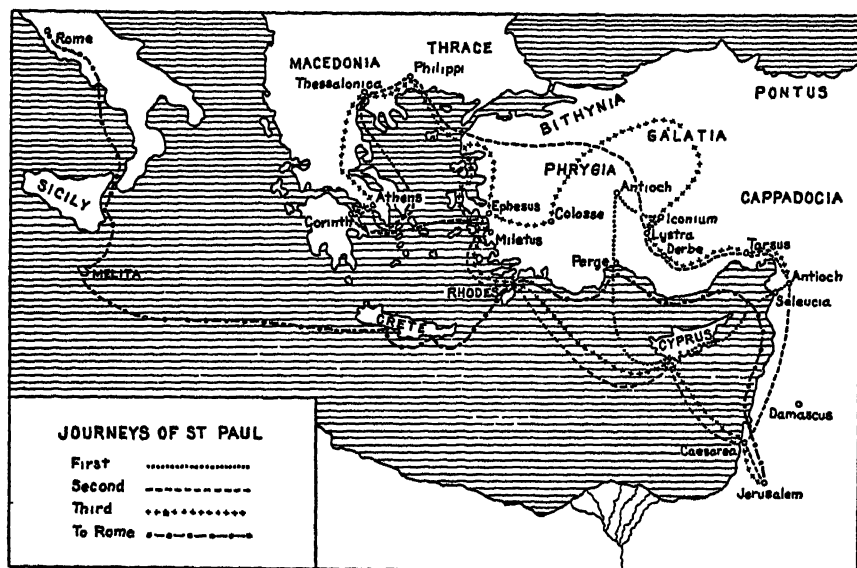 Rome
MACEDONIA
THRACE
Philippi
Thessalonica
BITHYNIA
PONTUS
GALATIA
PHRYGIA
SICILY
Athens
Corinth
Ephesus
Colosse
Antioch
Iconium
Lystra
Derbe
CAPPADOCIA
Tarsus
Miletus
Perge
Antioch
Seleucia
MELITA
RHODES
CRETE
CYPRUS
Damascus
Caesarea
Jerusalem
JOURNEYS OF ST PAUL
First
Second
Third
To Rome